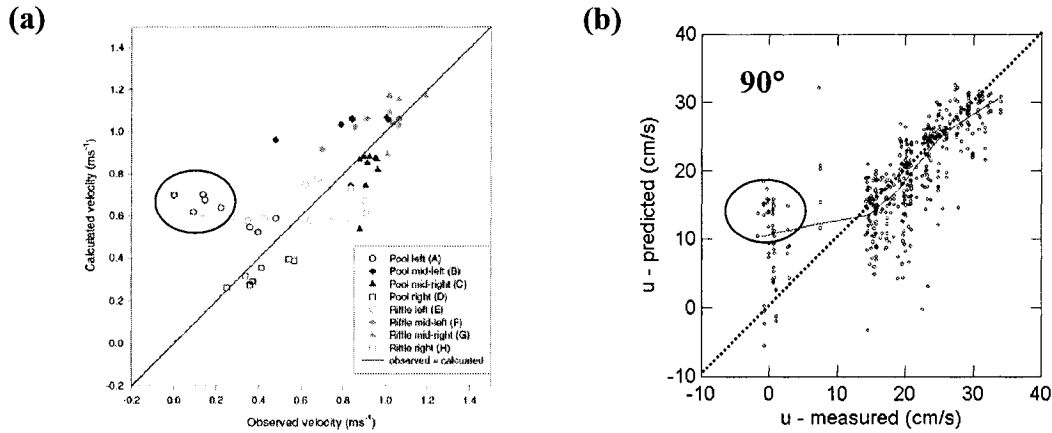 (a)
Calculated velocity (ms⁻¹)
1.4
1.2
1.0
0.8
0.6
0.4
0.2
0.0
-0.2
-0.2 0.0 0.2 0.4 0.6 0.8 1.0 1.2 1.4
Observed velocity (ms⁻¹)
Pool left (A)
Pool mid-left (B)
Pool mid-right (C)
Pool right (D)
Riffle left (E)
Riffle mid-left (F)
Riffle mid-right (G)
Riffle right (H)
observed = calculated
(b)
90°
u - predicted (cm/s)
40
30
20
10
0
-10
-10 0 10 20 30 40
u - measured (cm/s)